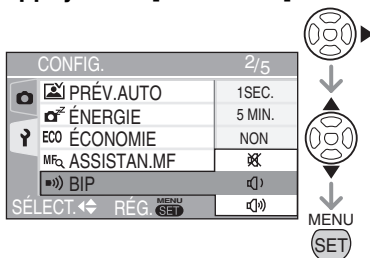 CONFIG. 2/5
PRÉV.AUTO 1SEC.
ÉNERGIE 5 MIN.
ECO ÉCONOMIE NON
MF ASSISTAN.MF
BIP
SÉLECT. RÉG. MENU SET
MENU
SET